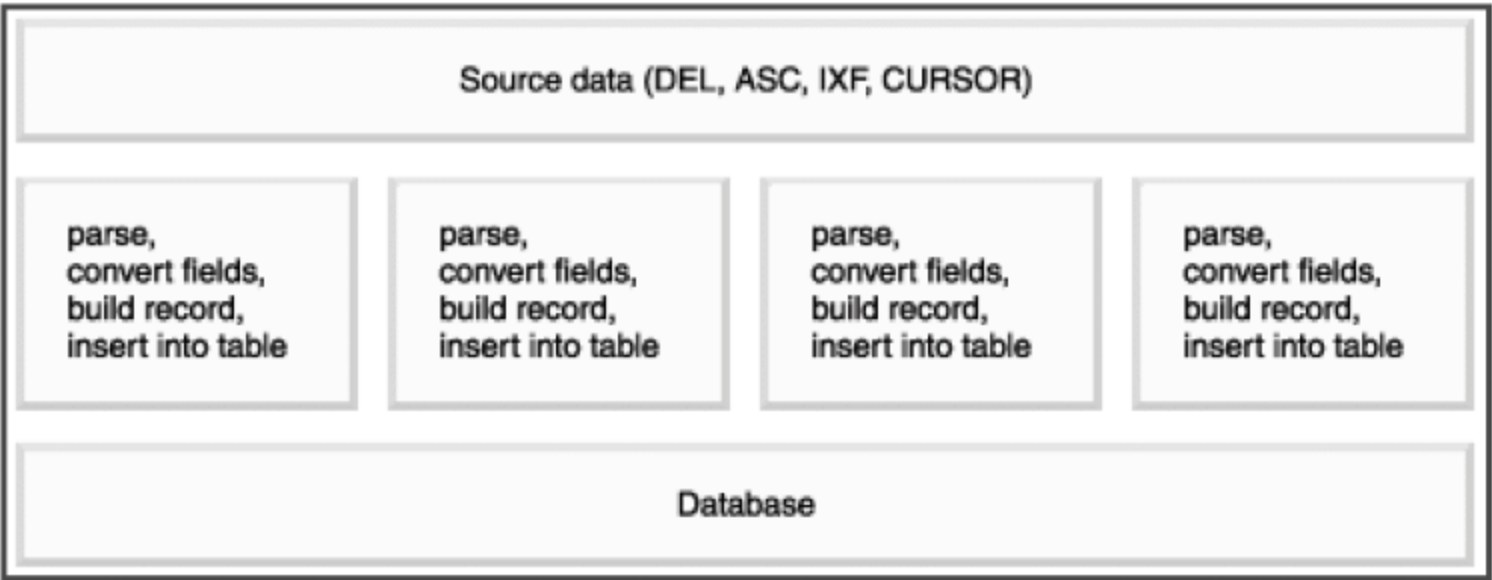 Source data (DEL, ASC, IXF, CURSOR)
parse,
convert fields,
build record,
insert into table
parse,
convert fields,
build record,
insert into table
parse,
convert fields,
build record,
insert into table
parse,
convert fields,
build record,
insert into table
Database